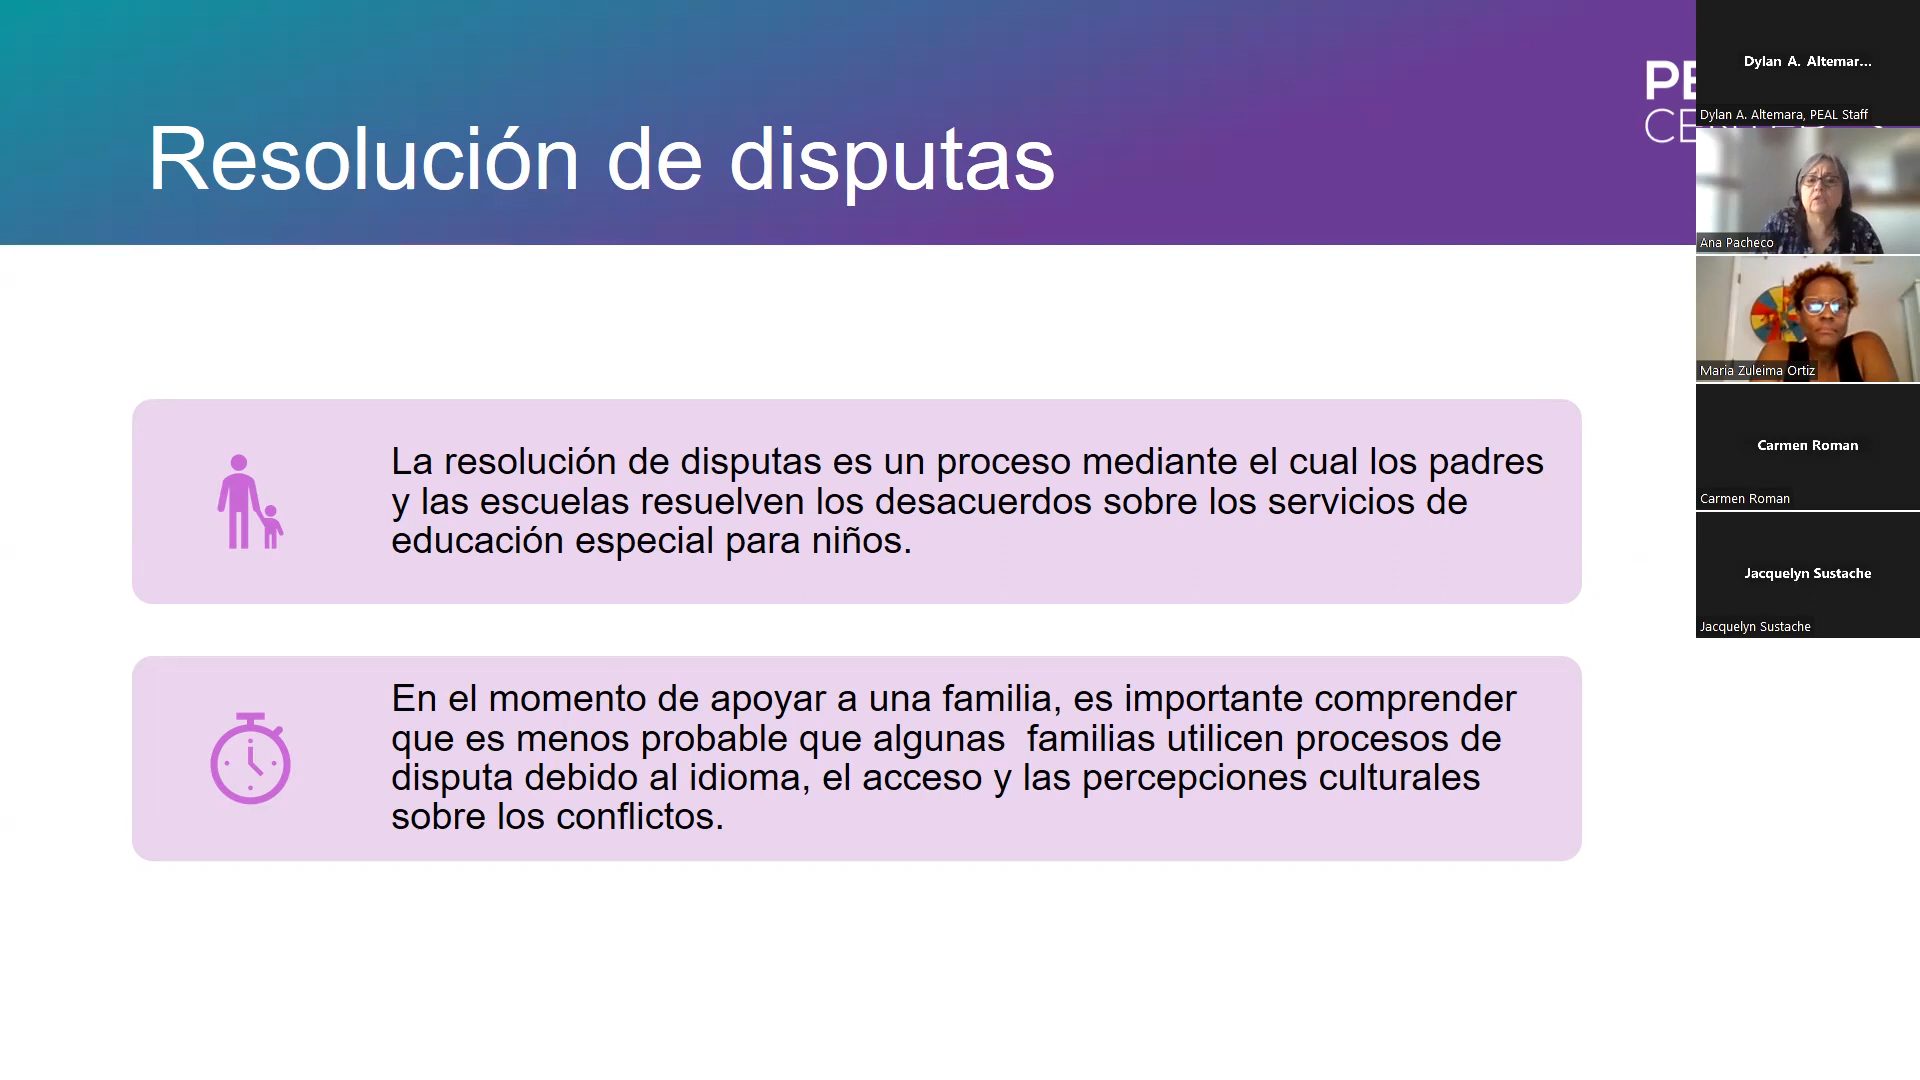 Resolución de disputas
La resolución de disputas es un proceso mediante el cual los padres
y las escuelas resuelven los desacuerdos sobre los servicios de
educación especial para niños.
En el momento de apoyar a una familia, es importante comprender
que es menos probable que algunas  familias utilicen procesos de
disputa debido al idioma, el acceso y las percepciones culturales
sobre los conflictos.
Dylan A. Altemar...
Dylan A. Altemara, PEAL Staff
Ana Pacheco
Maria Zuleima Ortiz
Carmen Roman
Carmen Roman
Jacquelyn Sustache
Jacquelyn Sustache